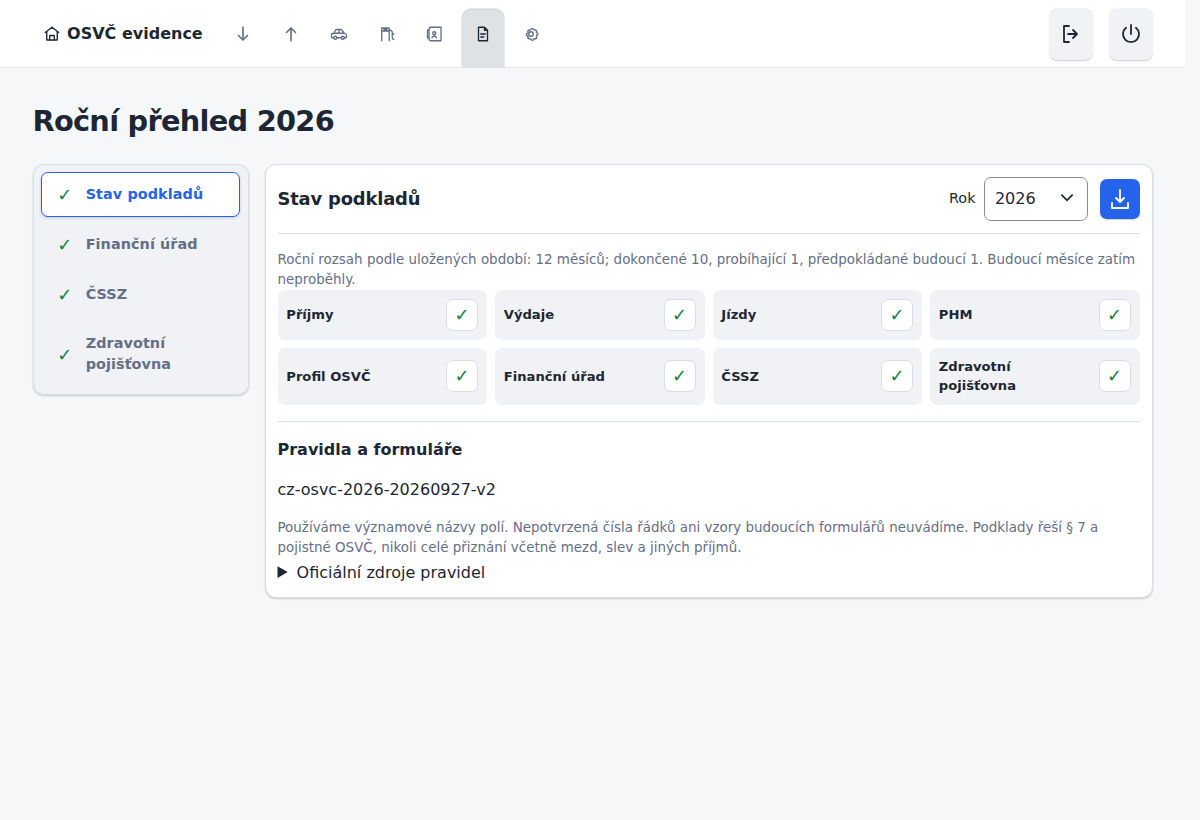 OSVČ evidence
Roční přehled 2026
✓ Stav podkladů
✓ Finanční úřad
✓ ČSSZ
✓ Zdravotní
pojišťovna
Stav podkladů
Rok 2026
Roční rozsah podle uložených období: 12 měsíců; dokončené 10, probíhající 1, předpokládané budoucí 1. Budoucí měsíce zatím
neproběhly.
Příjmy ✓ Výdaje ✓ Jízdy ✓ PHM ✓
Profil OSVČ ✓ Finanční úřad ✓ ČSSZ ✓ Zdravotní
pojišťovna ✓
Pravidla a formuláře
cz-osvc-2026-20260927-v2
Používáme významové názvy polí. Nepotvrzená čísla řádků ani vzory budoucích formulářů neuvádíme. Podklady řeší § 7 a
pojistné OSVČ, nikoli celé přiznání včetně mezd, slev a jiných příjmů.
Oficiální zdroje pravidel